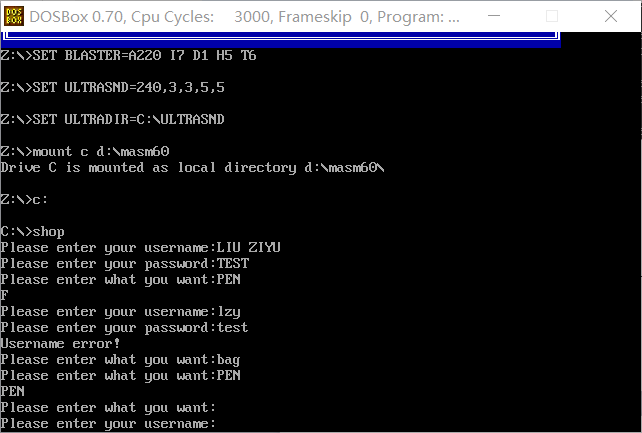 DOSBox 0.70, Cpu Cycles:     3000, Frameskip  0, Program: ...
Z:\>SET BLASTER=A220 I7 D1 H5 T6
Z:\>SET ULTRASND=240,3,3,5,5
Z:\>SET ULTRADIR=C:\ULTRASND
Z:\>mount c d:\masm60
Drive C is mounted as local directory d:\masm60\
Z:\>c:
C:\>shop
Please enter your username:LIU ZIYU
Please enter your password:TEST
Please enter what you want:PEN
F
Please enter your username:lzy
Please enter your password:test
Username error!
Please enter what you want:bag
Please enter what you want:PEN
PEN
Please enter what you want:
Please enter your username: